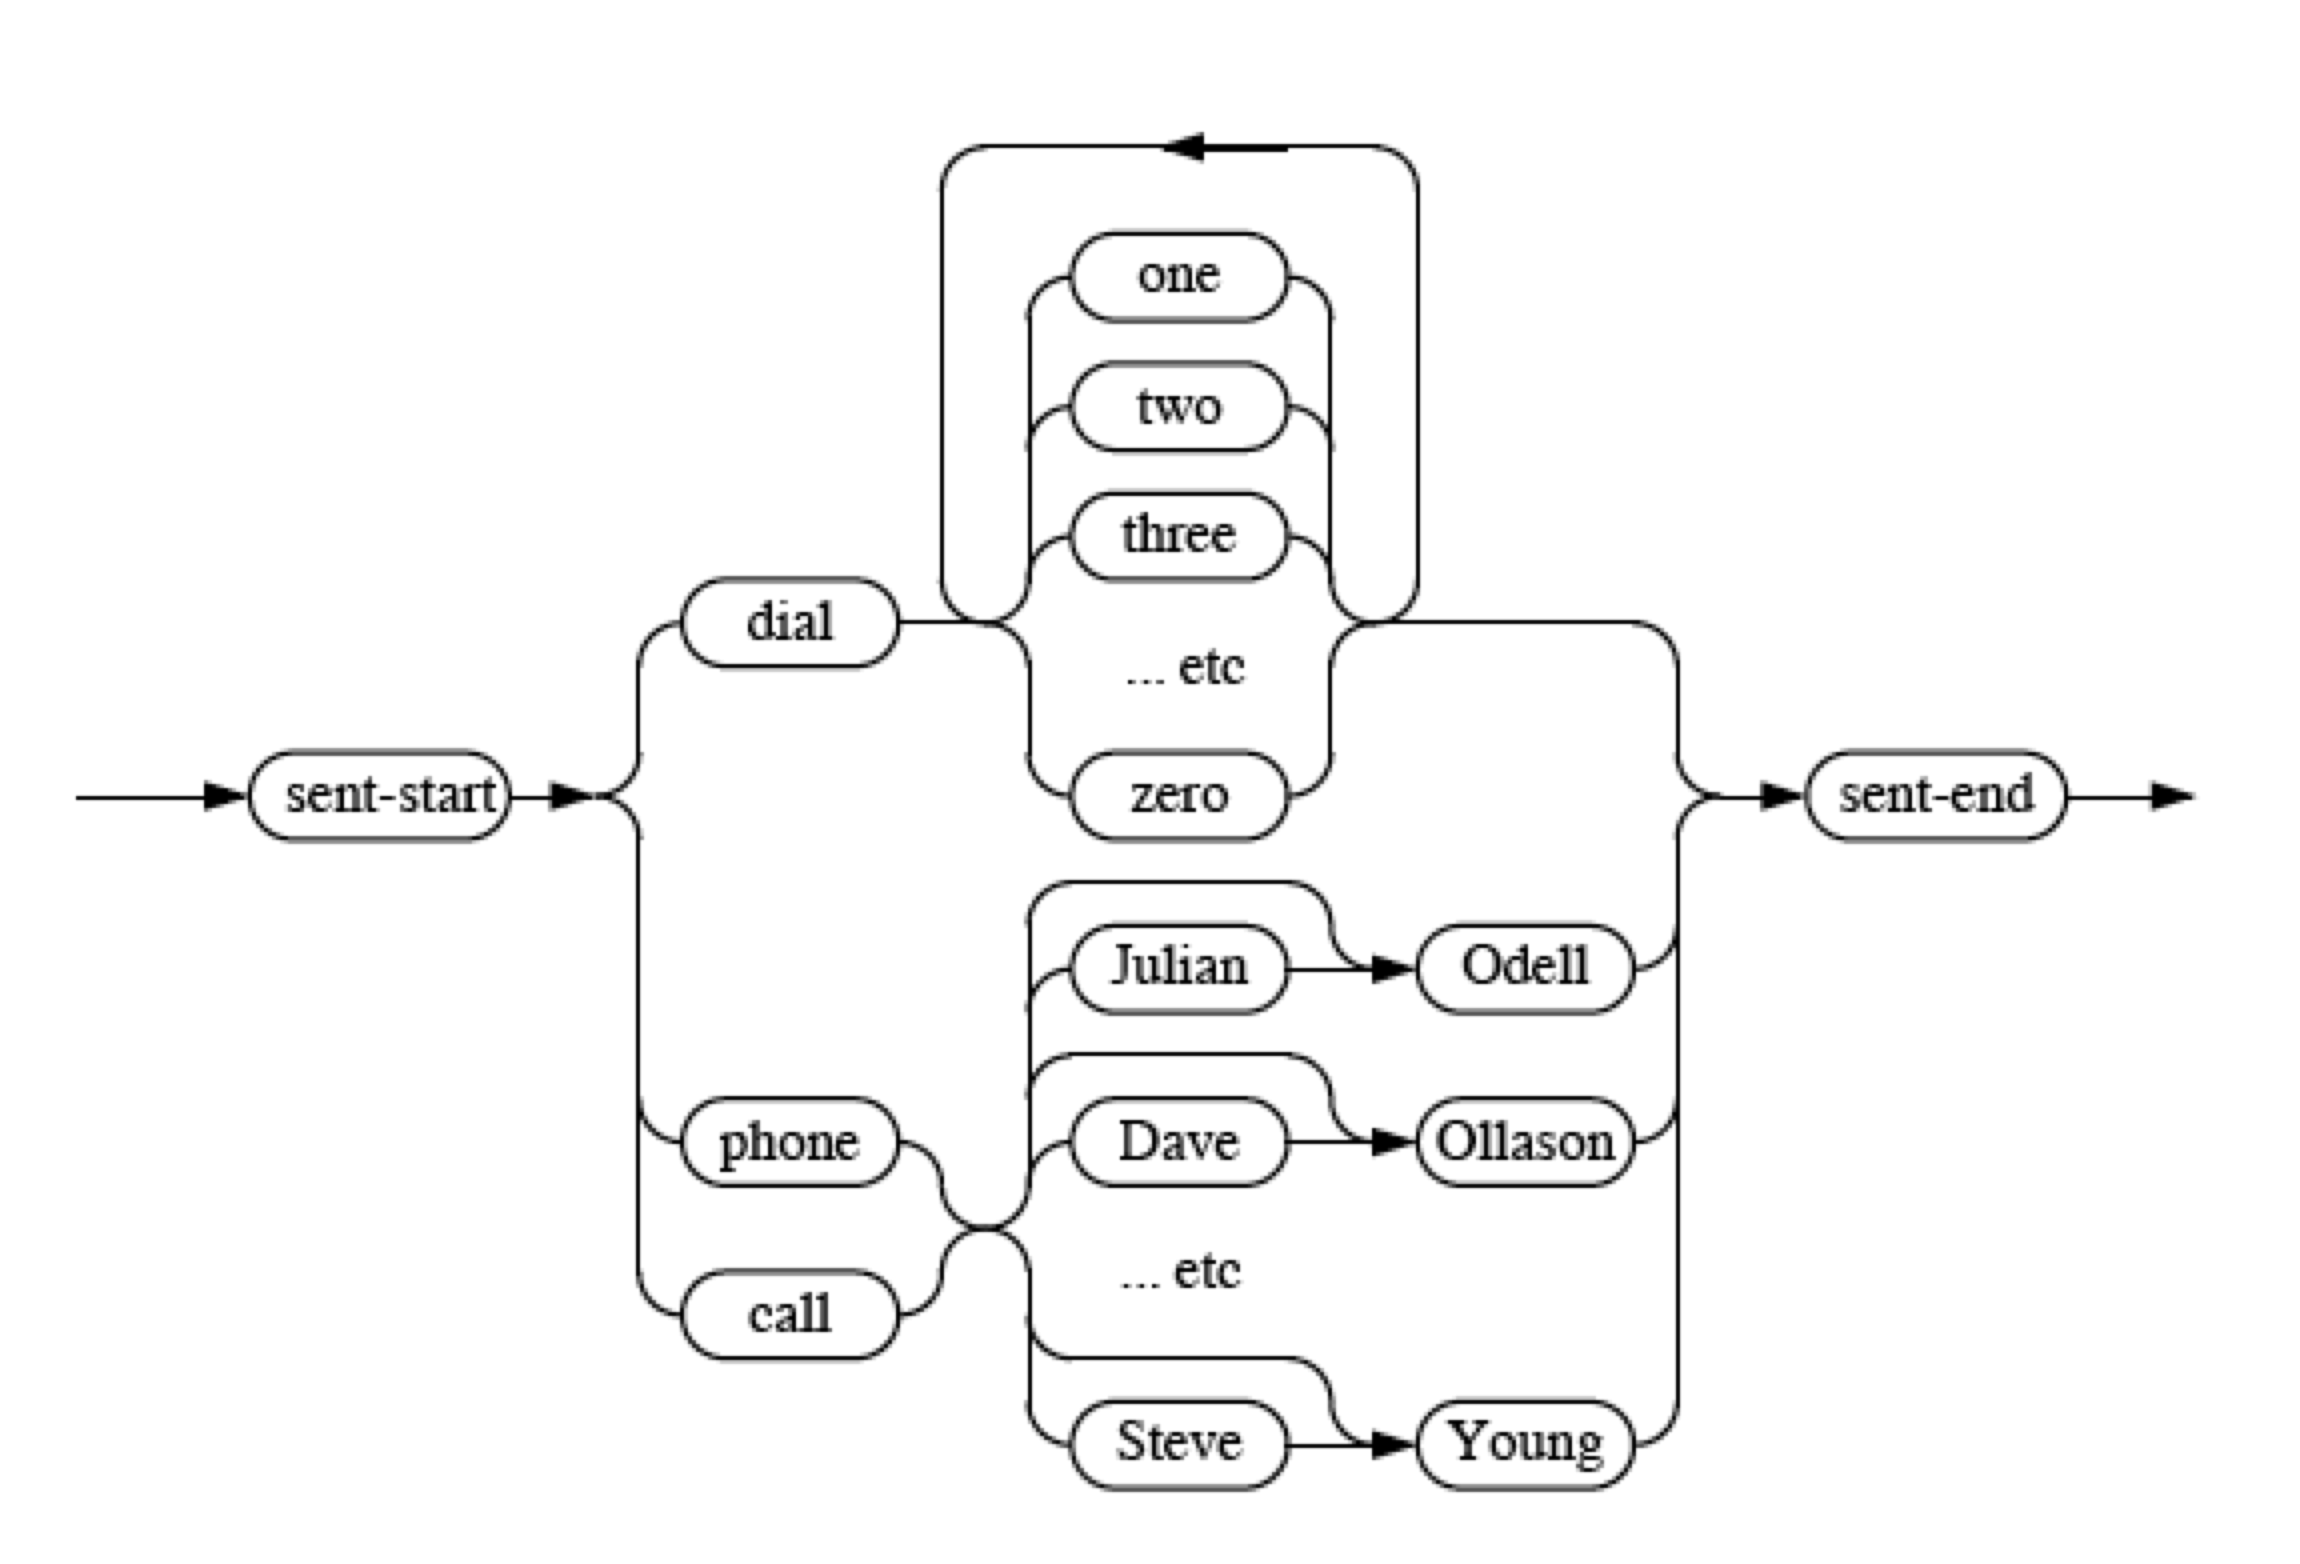 one
two
three
dial
... etc
sent-start
zero
sent-end
Julian
Odell
phone
Dave
Ollason
... etc
call
Steve
Young